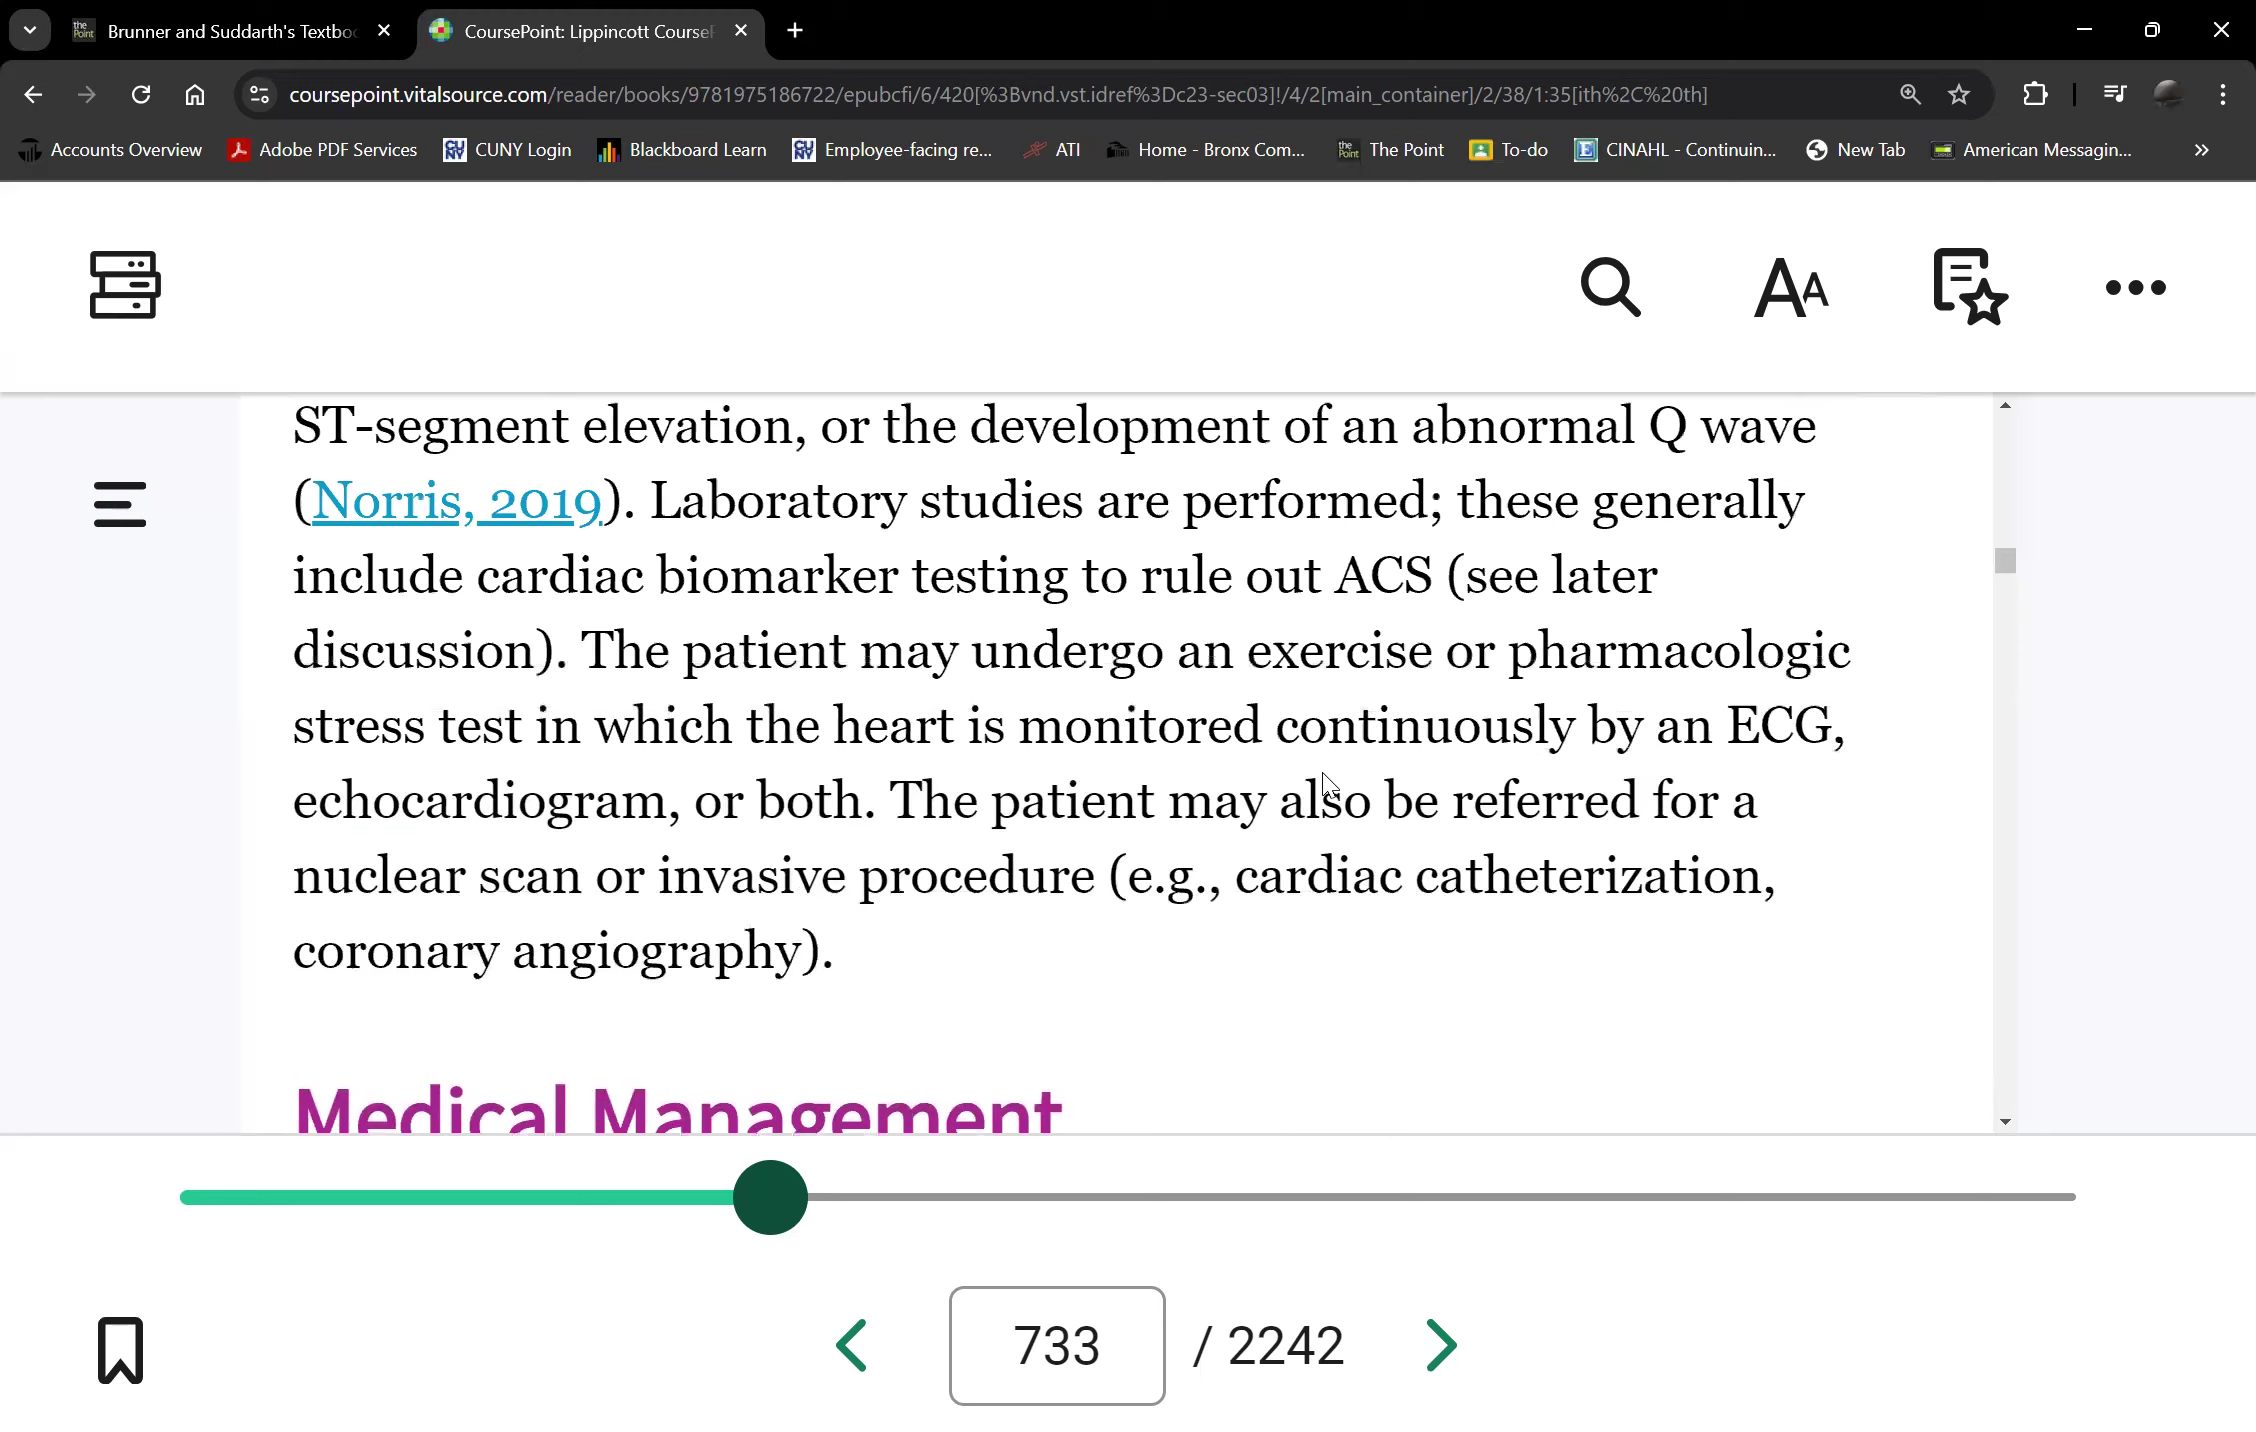 Brunner and Suddarth's Textbo
CoursePoint: Lippincott Course
coursepoint.vitalsource.com/reader/books/9781975186722/epubcfi/6/420[%3Bvnd.vst.idref%3Dc23-sec03]!/4/2[main_container]/2/38/1:35[ith%2C%20th]
Accounts Overview Adobe PDF Services CUNY Login Blackboard Learn Employee-facing re... ATI Home - Bronx Com... The Point To-do CINAHL - Continuin... New Tab American Messagin...
AA
ST-segment elevation, or the development of an abnormal Q wave
(Norris, 2019). Laboratory studies are performed; these generally
include cardiac biomarker testing to rule out ACS (see later
discussion). The patient may undergo an exercise or pharmacologic
stress test in which the heart is monitored continuously by an ECG,
echocardiogram, or both. The patient may also be referred for a
nuclear scan or invasive procedure (e.g., cardiac catheterization,
coronary angiography).
Medical Management
733 / 2242